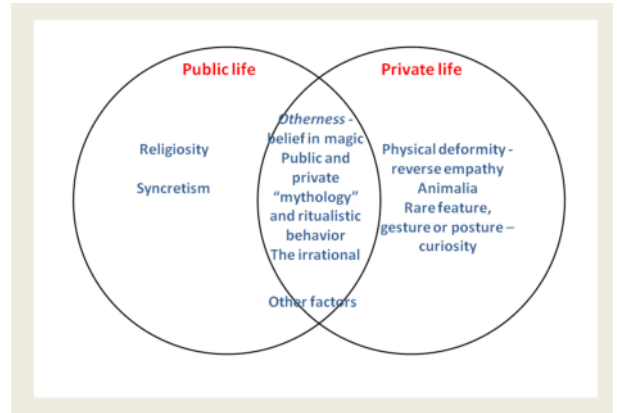 Public life
Private life
Religiosity
Syncretism
Otherness -
belief in magic
Public and
private
“mythology”
and ritualistic
behavior
The irrational
Other factors
Physical deformity -
reverse empathy
Animalia
Rare feature,
gesture or posture –
curiosity